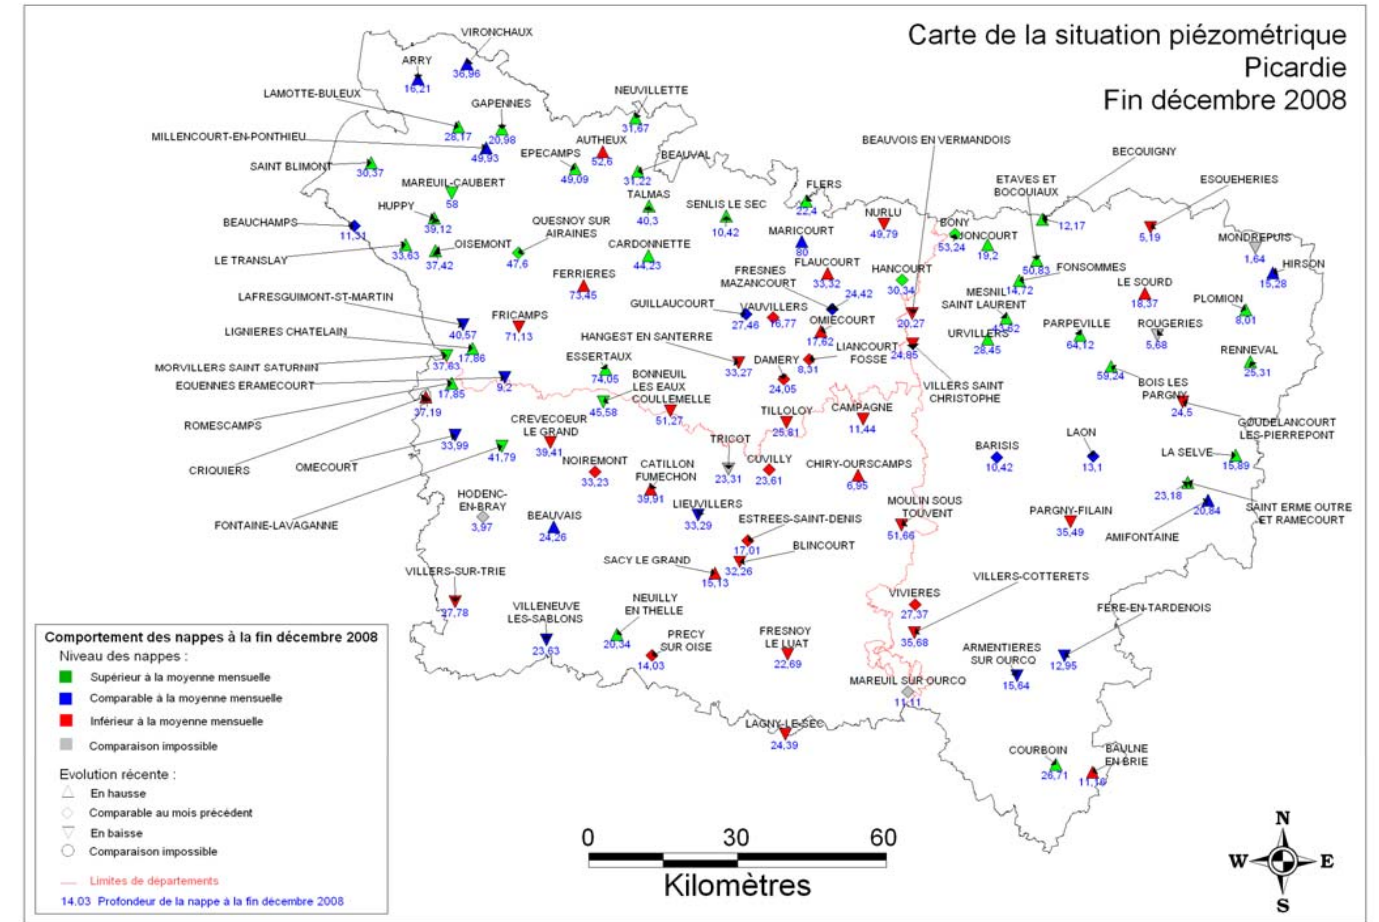 Carte de la situation piézométrique
Picardie
Fin décembre 2008
VIRONCHAUX
36,96
ARRY
16,21
LAMOTTE-BULEUX
28,17
GAPENNES
20,98
NEUVILLETTE
31,67
MILLENCOURT-EN-PONTHIEU
49,93
AUTHEUX
52,6
EPECAMPS
49,09
BEAUVAL
31,22
SAINT BLIMONT
30,37
MAREUIL-CAUBERT
58
BEAUVOIS EN VERMANDOIS
20,27
BECQUIGNY
12,17
ETAVES ET
BOCQUIAUX
50,83
ESQUEHERIES
5,19
HUPPY
39,12
TALMAS
40,3
SENLIS LE SEC
10,42
FLERS
22,4
NURLU
49,79
BONY
53,24
JONCOURT
19,2
BEAUCHAMPS
11,31
QUESNOY SUR
AIRAINES
47,6
MARICOURT
80
MONDREPUIS
1,64
HIRSON
15,28
LE TRANSLAY
33,63
OISEMONT
37,42
CARDONNETTE
44,23
FLAUCOURT
33,32
HANCOURT
30,34
FONSOMMES
14,72
FERRIERES
73,45
FRESNES
MAZANCOURT
24,42
LE SOURD
18,37
LAFRESGUIMONT-ST-MARTIN
40,57
GUILLAUCOURT
27,46
VAUVILLERS
16,77
MESNIL
SAINT LAURENT
PLOMION
8,01
FRICAMPS
71,13
OMIECOURT
17,62
URVILLERS
28,45
PARPEVILLE
64,12
ROUGERIES
5,68
LIGNIERES CHATELAIN
17,86
HANGEST EN SANTERRE
33,27
LIANCOURT
FOSSE
8,31
24,85
VILLERS SAINT
CHRISTOPHE
RENNEVAL
25,31
MORVILLERS SAINT SATURNIN
37,63
ESSERTAUX
74,05
DAMERY
24,05
59,24
BOIS LES
PARGNY
EQUENNES ERAMECOURT
9,2
BONNEUIL
LES EAUX
45,58
COULLEMELLE
51,27
24,5
GOUDELANCOURT
LES-PIERREPONT
ROMESCAMPS
17,85
CREVECOEUR
LE GRAND
39,41
TILLOLOY
25,81
CAMPAGNE
11,44
CRIQUIERS
37,19
OMECOURT
33,99
FONTAINE-LAVAGANNE
41,79
TRICOT
23,31
BARISIS
10,42
LAON
13,1
LA SELVE
15,89
NOIREMONT
33,23
CATILLON
FUMECHON
39,91
CUVILLY
23,61
CHIRY-OURSCAMPS
6,95
23,18
SAINT ERME OUTRE
ET RAMECOURT
HODENC-
EN-BRAY
3,97
BEAUVAIS
24,26
LIEUVILLERS
33,29
MOULIN SOUS
TOUVENT
51,66
PARGNY-FILAIN
35,49
20,84
AMIFONTAINE
ESTREES-SAINT-DENIS
17,01
BLINCOURT
32,26
SACY LE GRAND
15,13
VILLERS-SUR-TRIE
27,78
VILLERS-COTTERETS
35,68
VIVIERES
27,37
VILLENEUVE
LES-SABLONS
23,63
NEUILLY
EN THELLE
20,34
PRECY
SUR OISE
14,03
FRESNOY
LE LUAT
22,69
FERE-EN-TARDENOIS
12,95
ARMENTIERES
SUR OURCQ
15,64
MAREUIL SUR OURCQ
11,11
LAGNY-LE-SEC
24,39
COURBOIN
26,71
BAULNE
EN BRIE
11,16
Comportement des nappes à la fin décembre 2008
Niveau des nappes :
Supérieur à la moyenne mensuelle
Comparable à la moyenne mensuelle
Inférieur à la moyenne mensuelle
Comparaison impossible
Evolution récente :
En hausse
Comparable au mois précédent
En baisse
Comparaison impossible
Limites de départements
14.03 Profondeur de la nappe à la fin décembre 2008
0 30 60
Kilomètres
N
W E
S